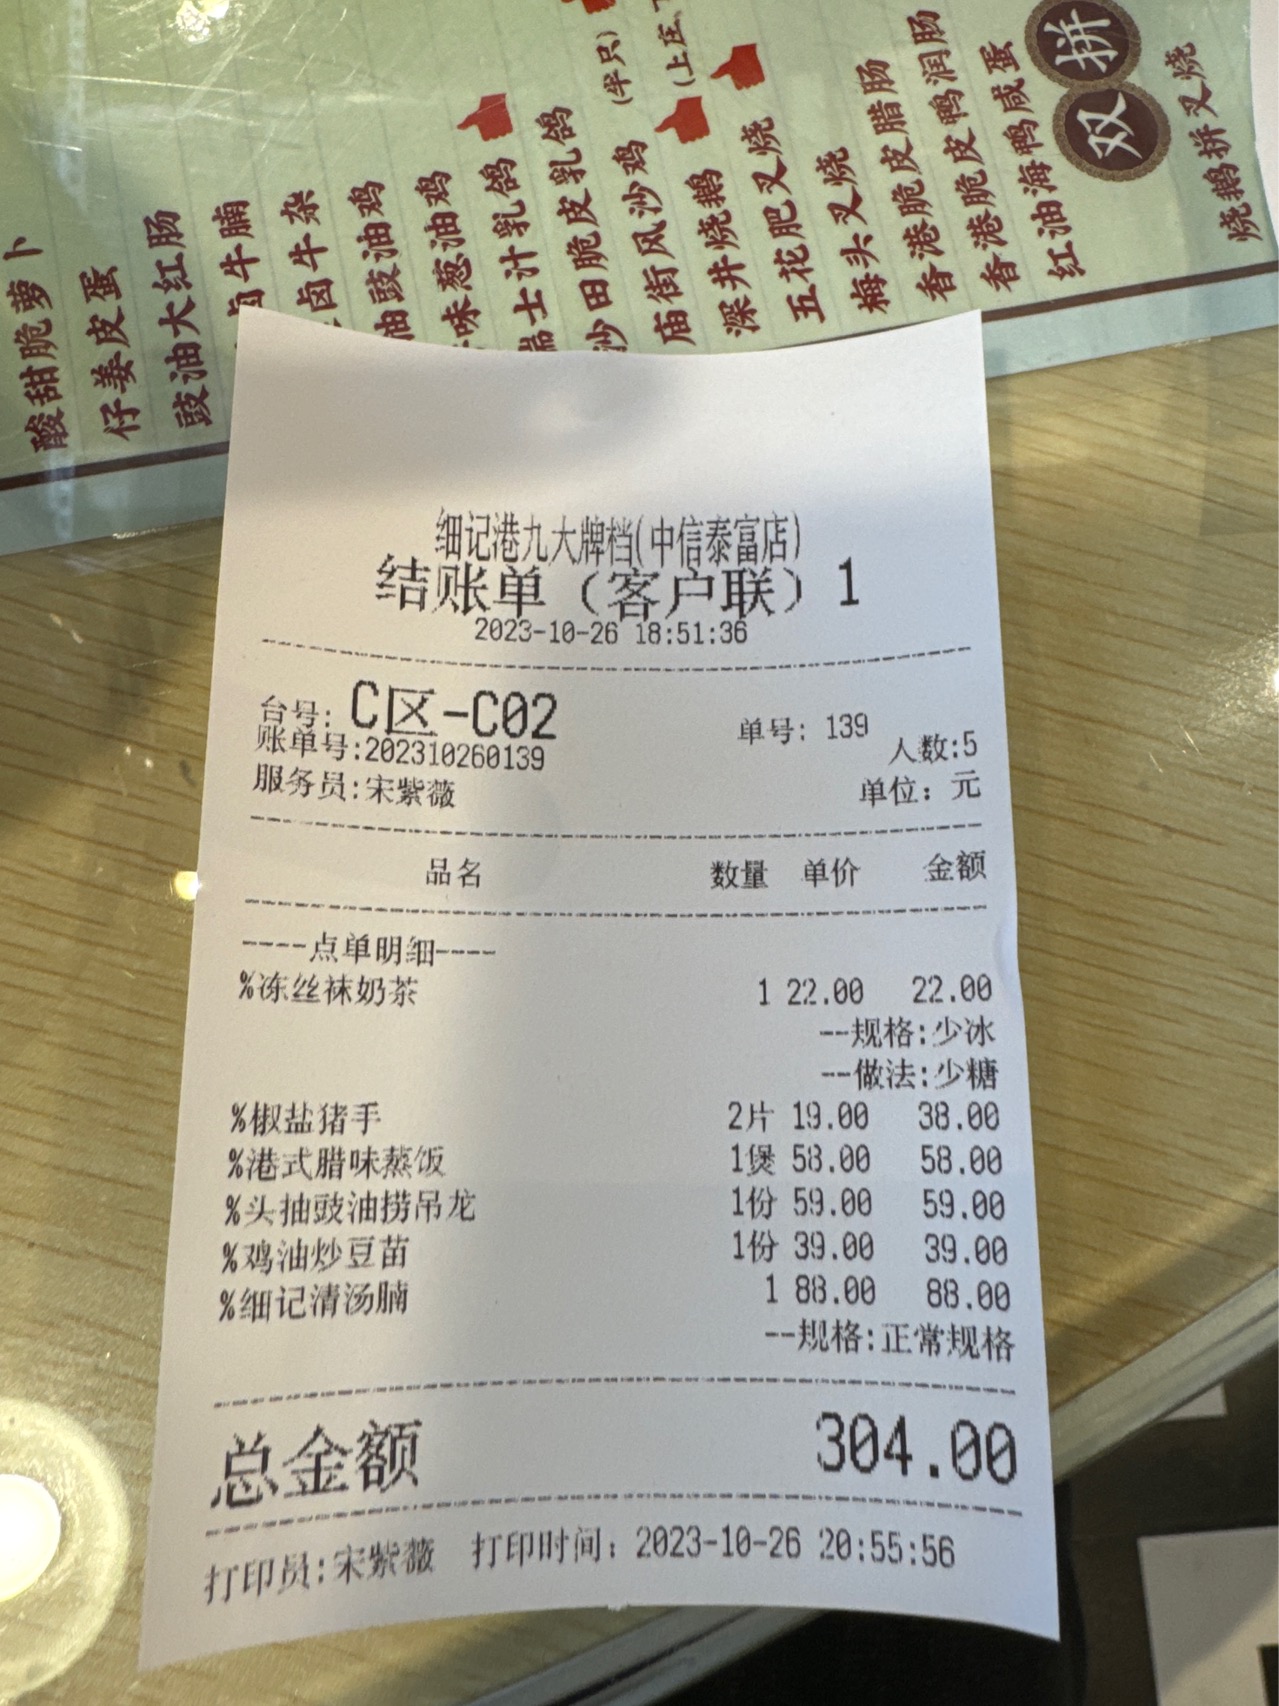 酸甜脆萝卜
仔姜皮蛋
豉油大红肠
卤牛腩
卤牛杂
油豉油鸡
味葱油鸡
瑞士汁乳鸽
沙田脆皮乳鸽
庙街风沙鸡(半只)
深井烧鹅(上庄、
五花肥叉烧
梅头叉烧
香港脆皮腊肠
香港脆皮鸭润肠
红油海鸭咸蛋
双拼
烧鹅拼叉烧
细记港九大牌档(中信泰富店)
结账单（客户联）1
2023-10-26 18:51:36
台号: C区-C02 单号: 139
账单号:202310260139 人数:5
服务员:宋紫薇 单位: 元
品名 数量 单价 金额
----点单明细----
%冻丝袜奶茶 1 22.00 22.00
--规格:少冰
--做法:少糖
%椒盐猪手 2片 19.00 38.00
%港式腊味蒸饭 1煲 58.00 58.00
%头抽豉油捞吊龙 1份 59.00 59.00
%鸡油炒豆苗 1份 39.00 39.00
%细记清汤腩 1 88.00 88.00
--规格:正常规格
总金额 304.00
打印员:宋紫薇 打印时间: 2023-10-26 20:55:56